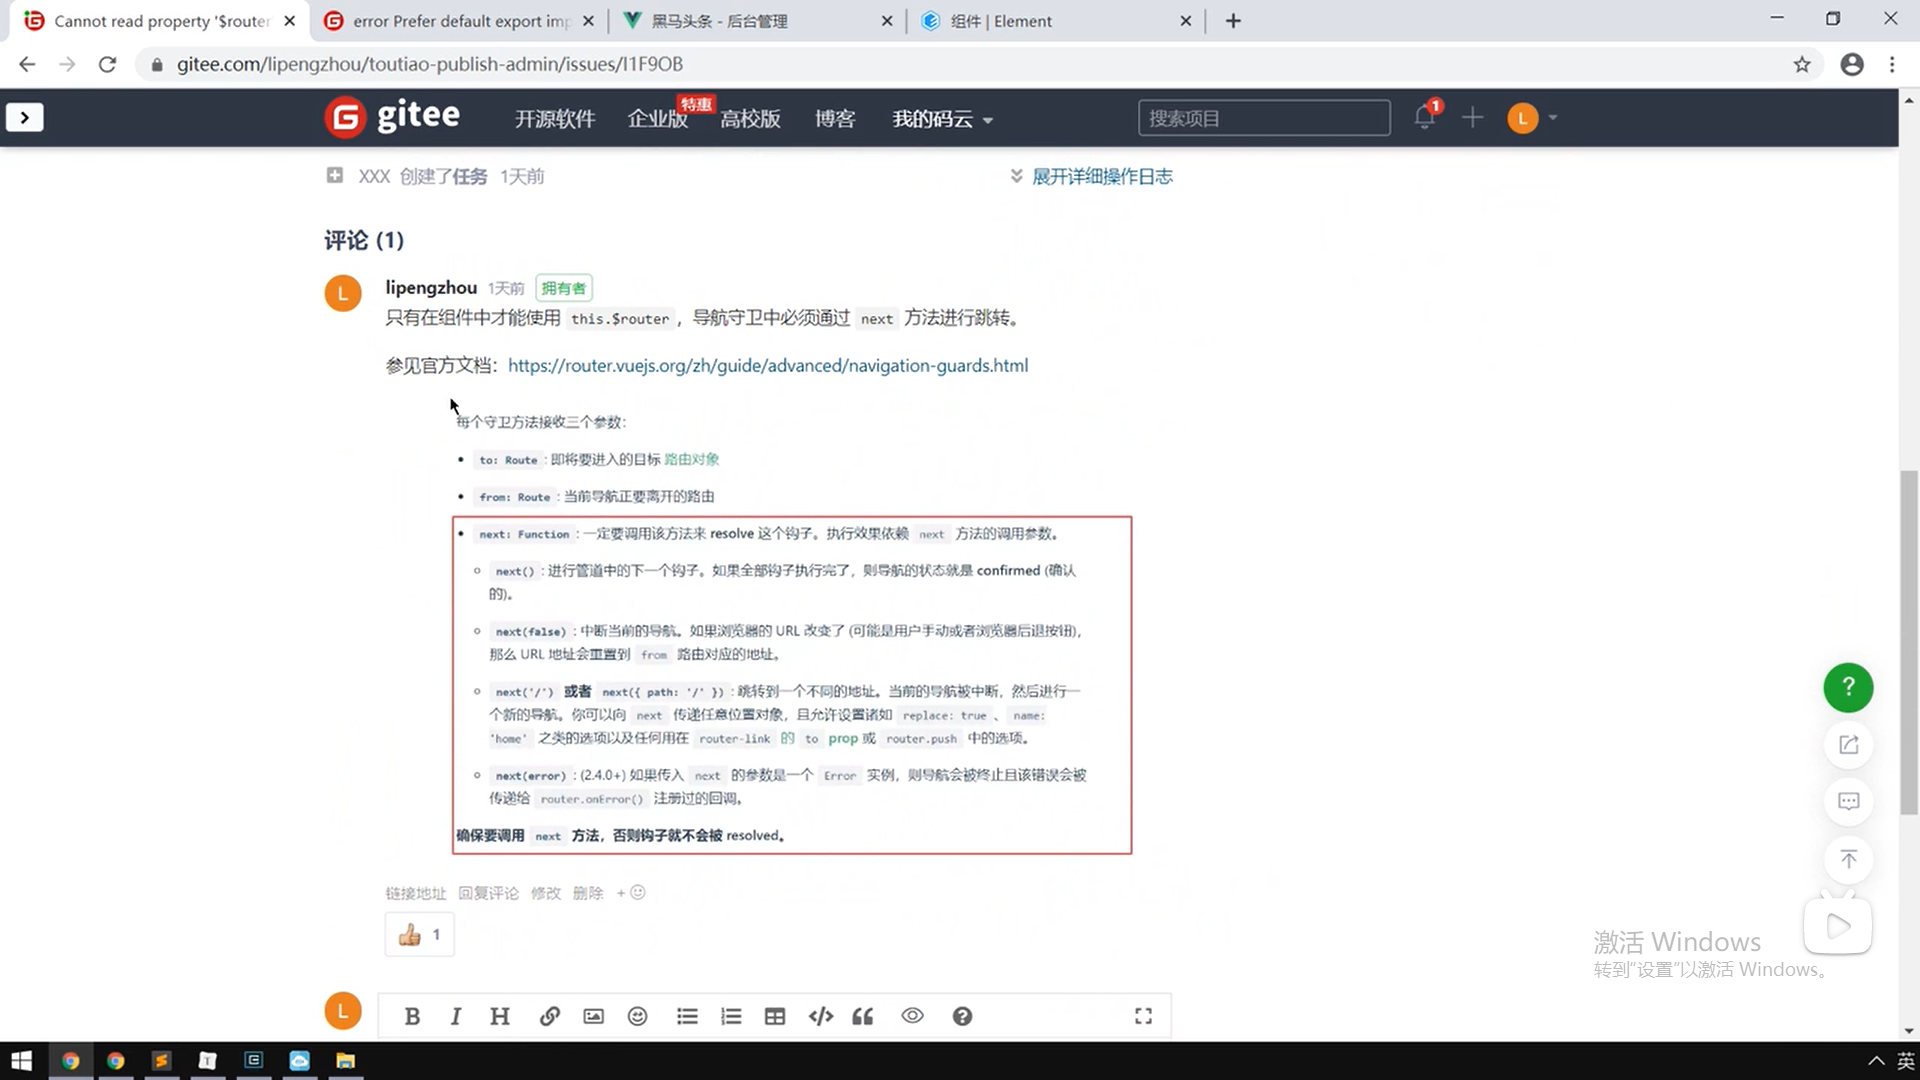 Cannot read property '$router
error Prefer default export imp
黑马头条 - 后台管理
组件 | Element
gitee.com/lipengzhou/toutiao-publish-admin/issues/I1F9OB
gitee
开源软件
企业版
特惠
高校版
博客
我的码云
搜索项目
1
L
XXX 创建了任务 1天前
展开详细操作日志
评论 (1)
L
lipengzhou 1天前 拥有者
只有在组件中才能使用 this.$router，导航守卫中必须通过 next 方法进行跳转。
参见官方文档：https://router.vuejs.org/zh/guide/advanced/navigation-guards.html
每个守卫方法接收三个参数：
• to: Route：即将要进入的目标 路由对象
• from: Route：当前导航正要离开的路由
• next: Function：一定要调用该方法来 resolve 这个钩子。执行效果依赖 next 方法的调用参数。
next()：进行管道中的下一个钩子。如果全部钩子执行完了，则导航的状态就是 confirmed (确认
的)。
next(false)：中断当前的导航。如果浏览器的 URL 改变了 (可能是用户手动或者浏览器后退按钮)，
那么 URL 地址会重置到 from 路由对应的地址。
next('/') 或者 next({ path: '/' })：跳转到一个不同的地址。当前的导航被中断，然后进行一
个新的导航。你可以向 next 传递任意位置对象，且允许设置诸如 replace: true 、 name:
'home' 之类的选项以及任何用在 router-link 的 to prop 或 router.push 中的选项。
next(error)：(2.4.0+) 如果传入 next 的参数是一个 Error 实例，则导航会被终止且该错误会被
传递给 router.onError() 注册过的回调。
确保要调用 next 方法，否则钩子就不会被 resolved。
链接地址 回复评论 修改 删除 +
1
激活 Windows
转到“设置”以激活 Windows。
L
B I H
英